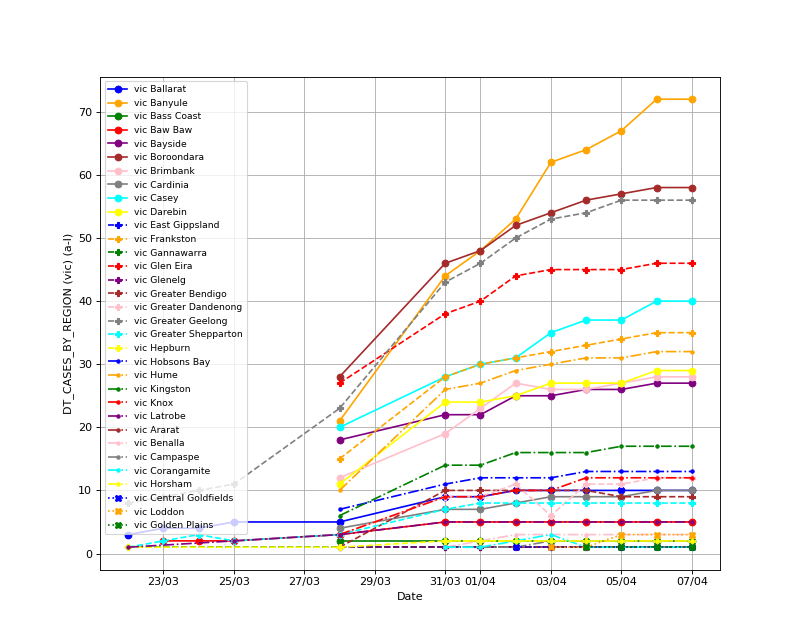 DT_CASES_BY_REGION (vic) (a-l)
70
60
50
40
30
20
10
0
vic Ballarat
vic Banyule
vic Bass Coast
vic Baw Baw
vic Bayside
vic Boroondara
vic Brimbank
vic Cardinia
vic Casey
vic Darebin
vic East Gippsland
vic Frankston
vic Gannawarra
vic Glen Eira
vic Glenelg
vic Greater Bendigo
vic Greater Dandenong
vic Greater Geelong
vic Greater Shepparton
vic Hepburn
vic Hobsons Bay
vic Hume
vic Kingston
vic Knox
vic Latrobe
vic Ararat
vic Benalla
vic Campaspe
vic Corangamite
vic Horsham
vic Central Goldfields
vic Loddon
vic Golden Plains
23/03 25/03 27/03 29/03 31/03 01/04 03/04 05/04 07/04
Date